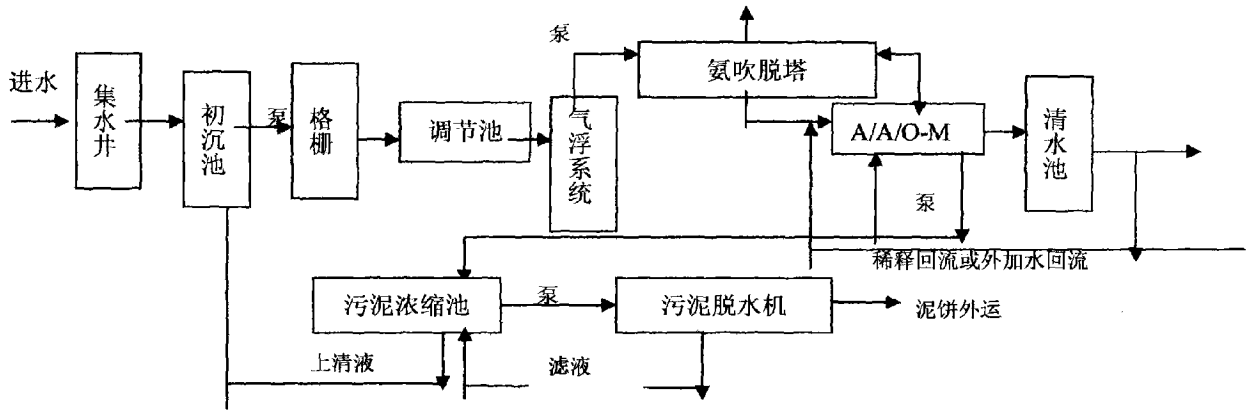 进水
集水井
初沉池
泵
格栅
调节池
气浮系统
泵
氨吹脱塔
A/A/O-M
清水池
泵
稀释回流或外加水回流
污泥浓缩池
泵
污泥脱水机
泥饼外运
上清液
滤液